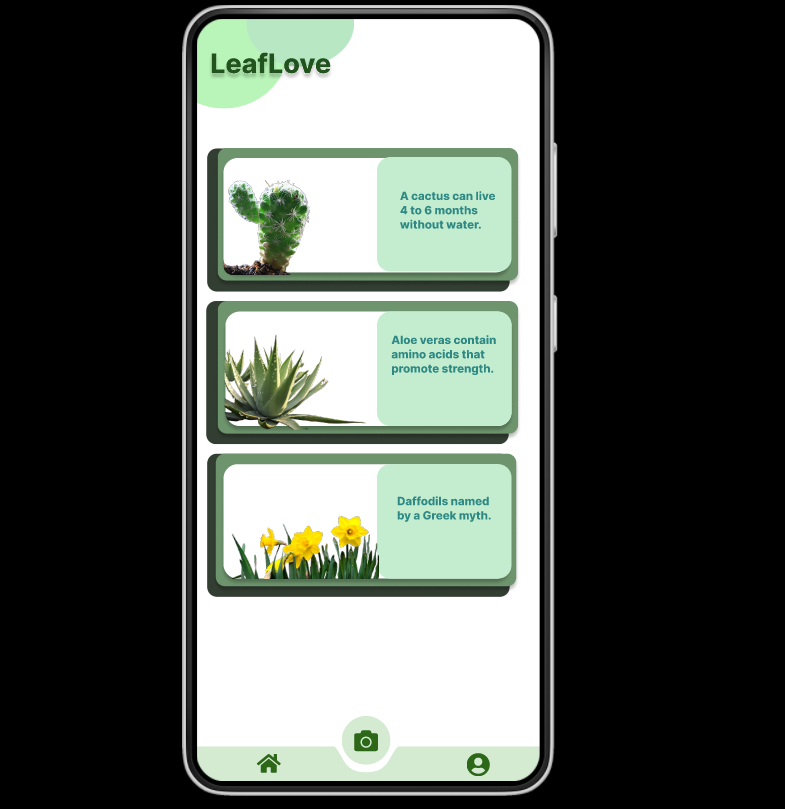 LeafLove
A cactus can live
4 to 6 months
without water.
Aloe veras contain
amino acids that
promote strength.
Daffodils named
by a Greek myth.